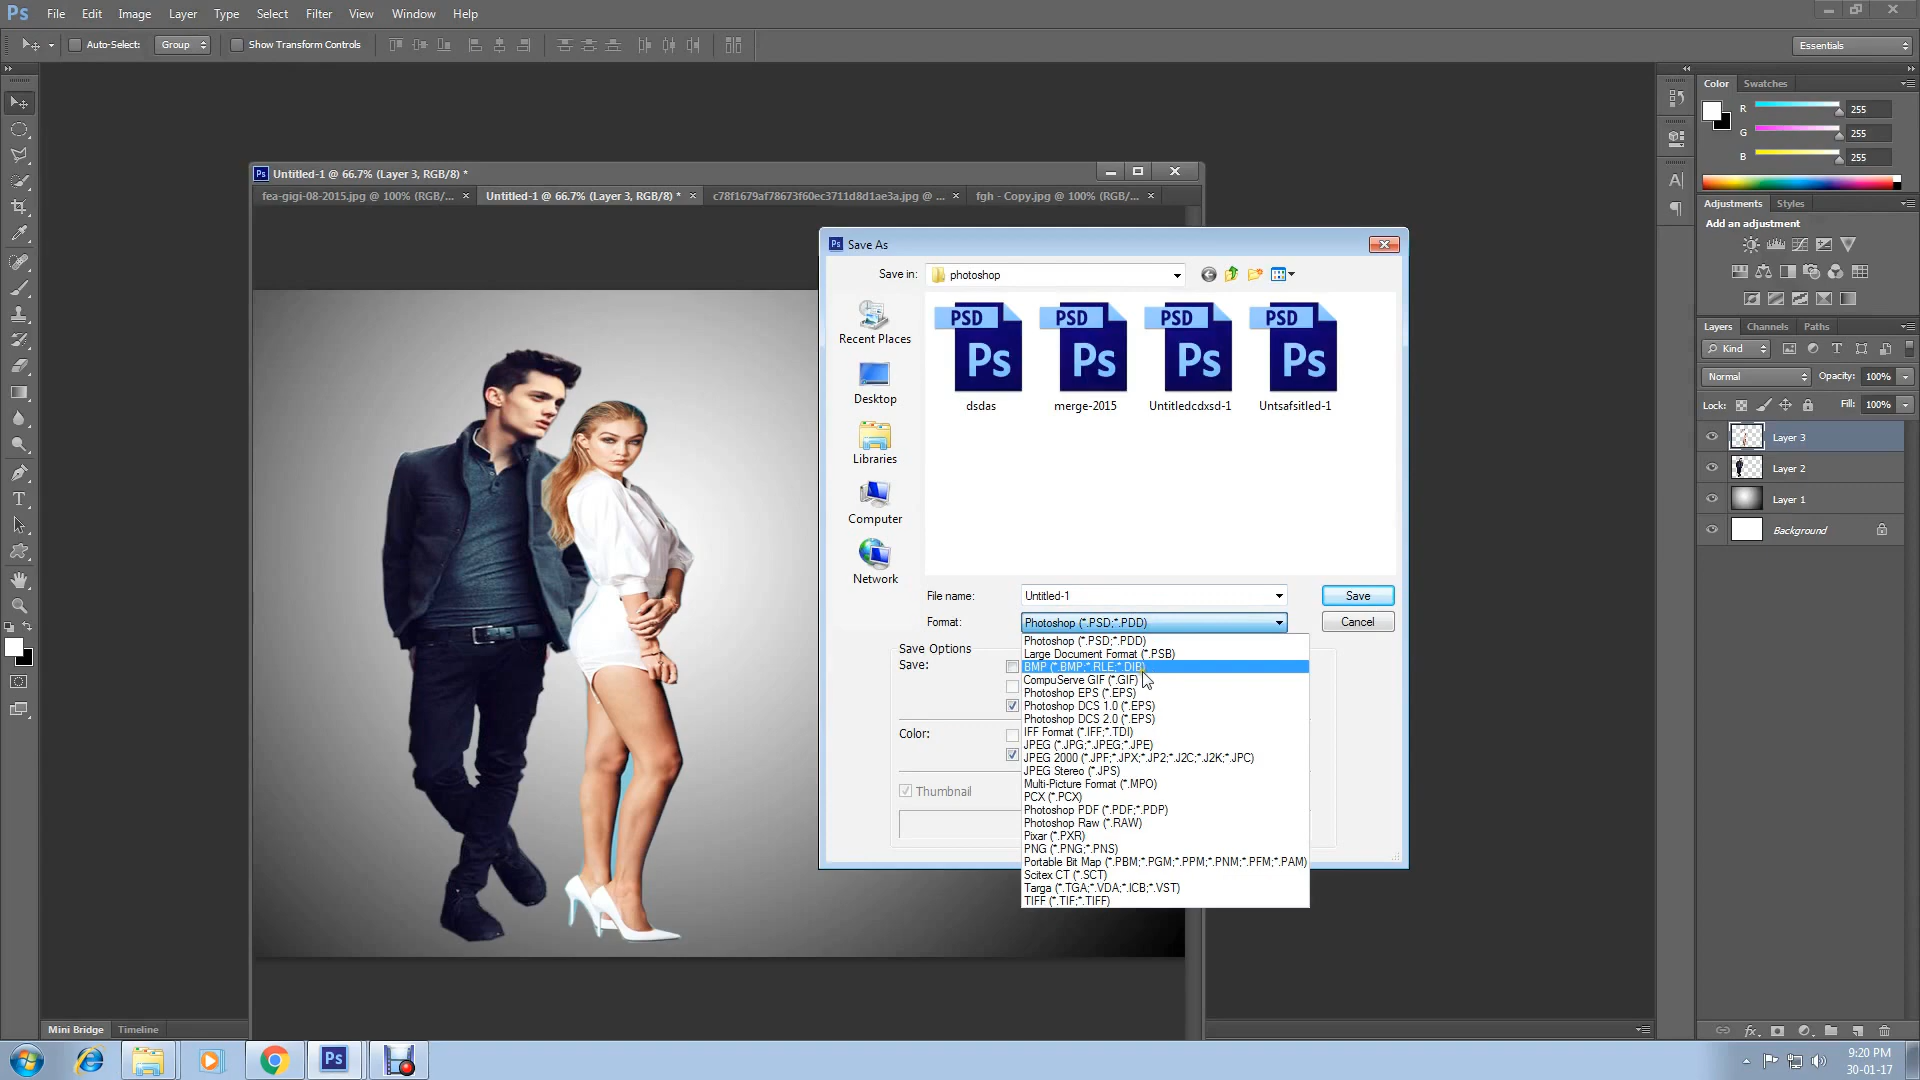 Ps File Edit Image Layer Type Select Filter View Window Help
Auto-Select: Group Show Transform Controls Essentials
Untitled-1 @ 66.7% (Layer 3, RGB/8) *
fea-gigi-08-2015.jpg @ 100% (RGB/... Untitled-1 @ 66.7% (Layer 3, RGB/8) * c78f1679af78673f60ec3711d8d1ae3a.jpg @ ... fgh - Copy.jpg @ 100% (RGB/...
Save As
Save in: photoshop
Recent Places
Desktop
Libraries
Computer
Network
PSD Ps PSD Ps PSD Ps PSD Ps
dsdas merge-2015 Untitledcdxsd-1 Untsafsitled-1
File name: Untitled-1 Save
Format: Photoshop (*.PSD;*.PDD) Cancel
Save Options
Save:
Color:
Thumbnail
Photoshop (*.PSD;*.PDD)
Large Document Format (*.PSB)
BMP (*.BMP;*.RLE;*.DIB)
CompuServe GIF (*.GIF)
Photoshop EPS (*.EPS)
Photoshop DCS 1.0 (*.EPS)
Photoshop DCS 2.0 (*.EPS)
IFF Format (*.IFF;*.TDI)
JPEG (*.JPG;*.JPEG;*.JPE)
JPEG 2000 (*.JPF;*.JPX;*.JP2;*.J2C;*.J2K;*.JPC)
JPEG Stereo (*.JPS)
Multi-Picture Format (*.MPO)
PCX (*.PCX)
Photoshop PDF (*.PDF;*.PDP)
Photoshop Raw (*.RAW)
Pixar (*.PXR)
PNG (*.PNG;*.PNS)
Portable Bit Map (*.PBM;*.PGM;*.PPM;*.PNM;*.PFM;*.PAM)
Scitex CT (*.SCT)
Targa (*.TGA;*.VDA;*.ICB;*.VST)
TIFF (*.TIF;*.TIFF)
Color Swatches
R 255
G 255
B 255
Adjustments Styles
Add an adjustment
Layers Channels Paths
Kind
Normal Opacity: 100%
Lock: Fill: 100%
Layer 3
Layer 2
Layer 1
Background
Mini Bridge Timeline
9:20 PM
30-01-17